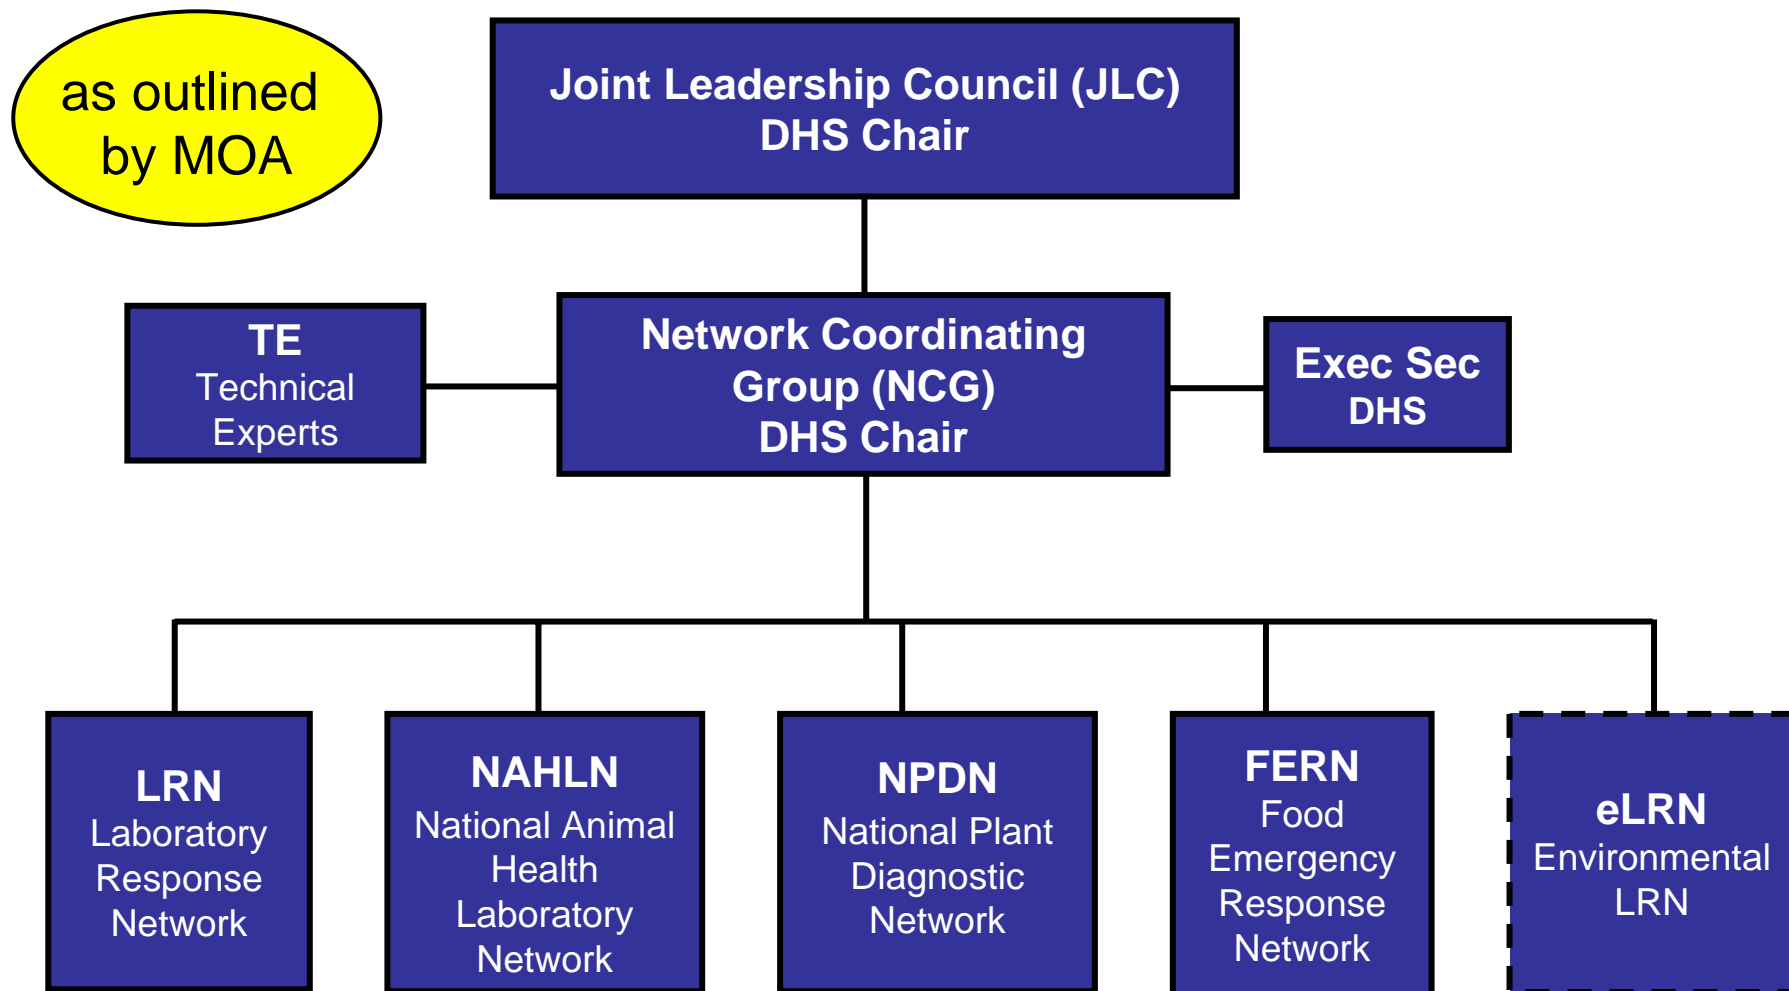 as outlined
by MOA
Joint Leadership Council (JLC)
DHS Chair
TE
Technical
Experts
Network Coordinating
Group (NCG)
DHS Chair
Exec Sec
DHS
LRN
Laboratory
Response
Network
NAHLN
National Animal
Health
Laboratory
Network
NPDN
National Plant
Diagnostic
Network
FERN
Food
Emergency
Response
Network
eLRN
Environmental
LRN